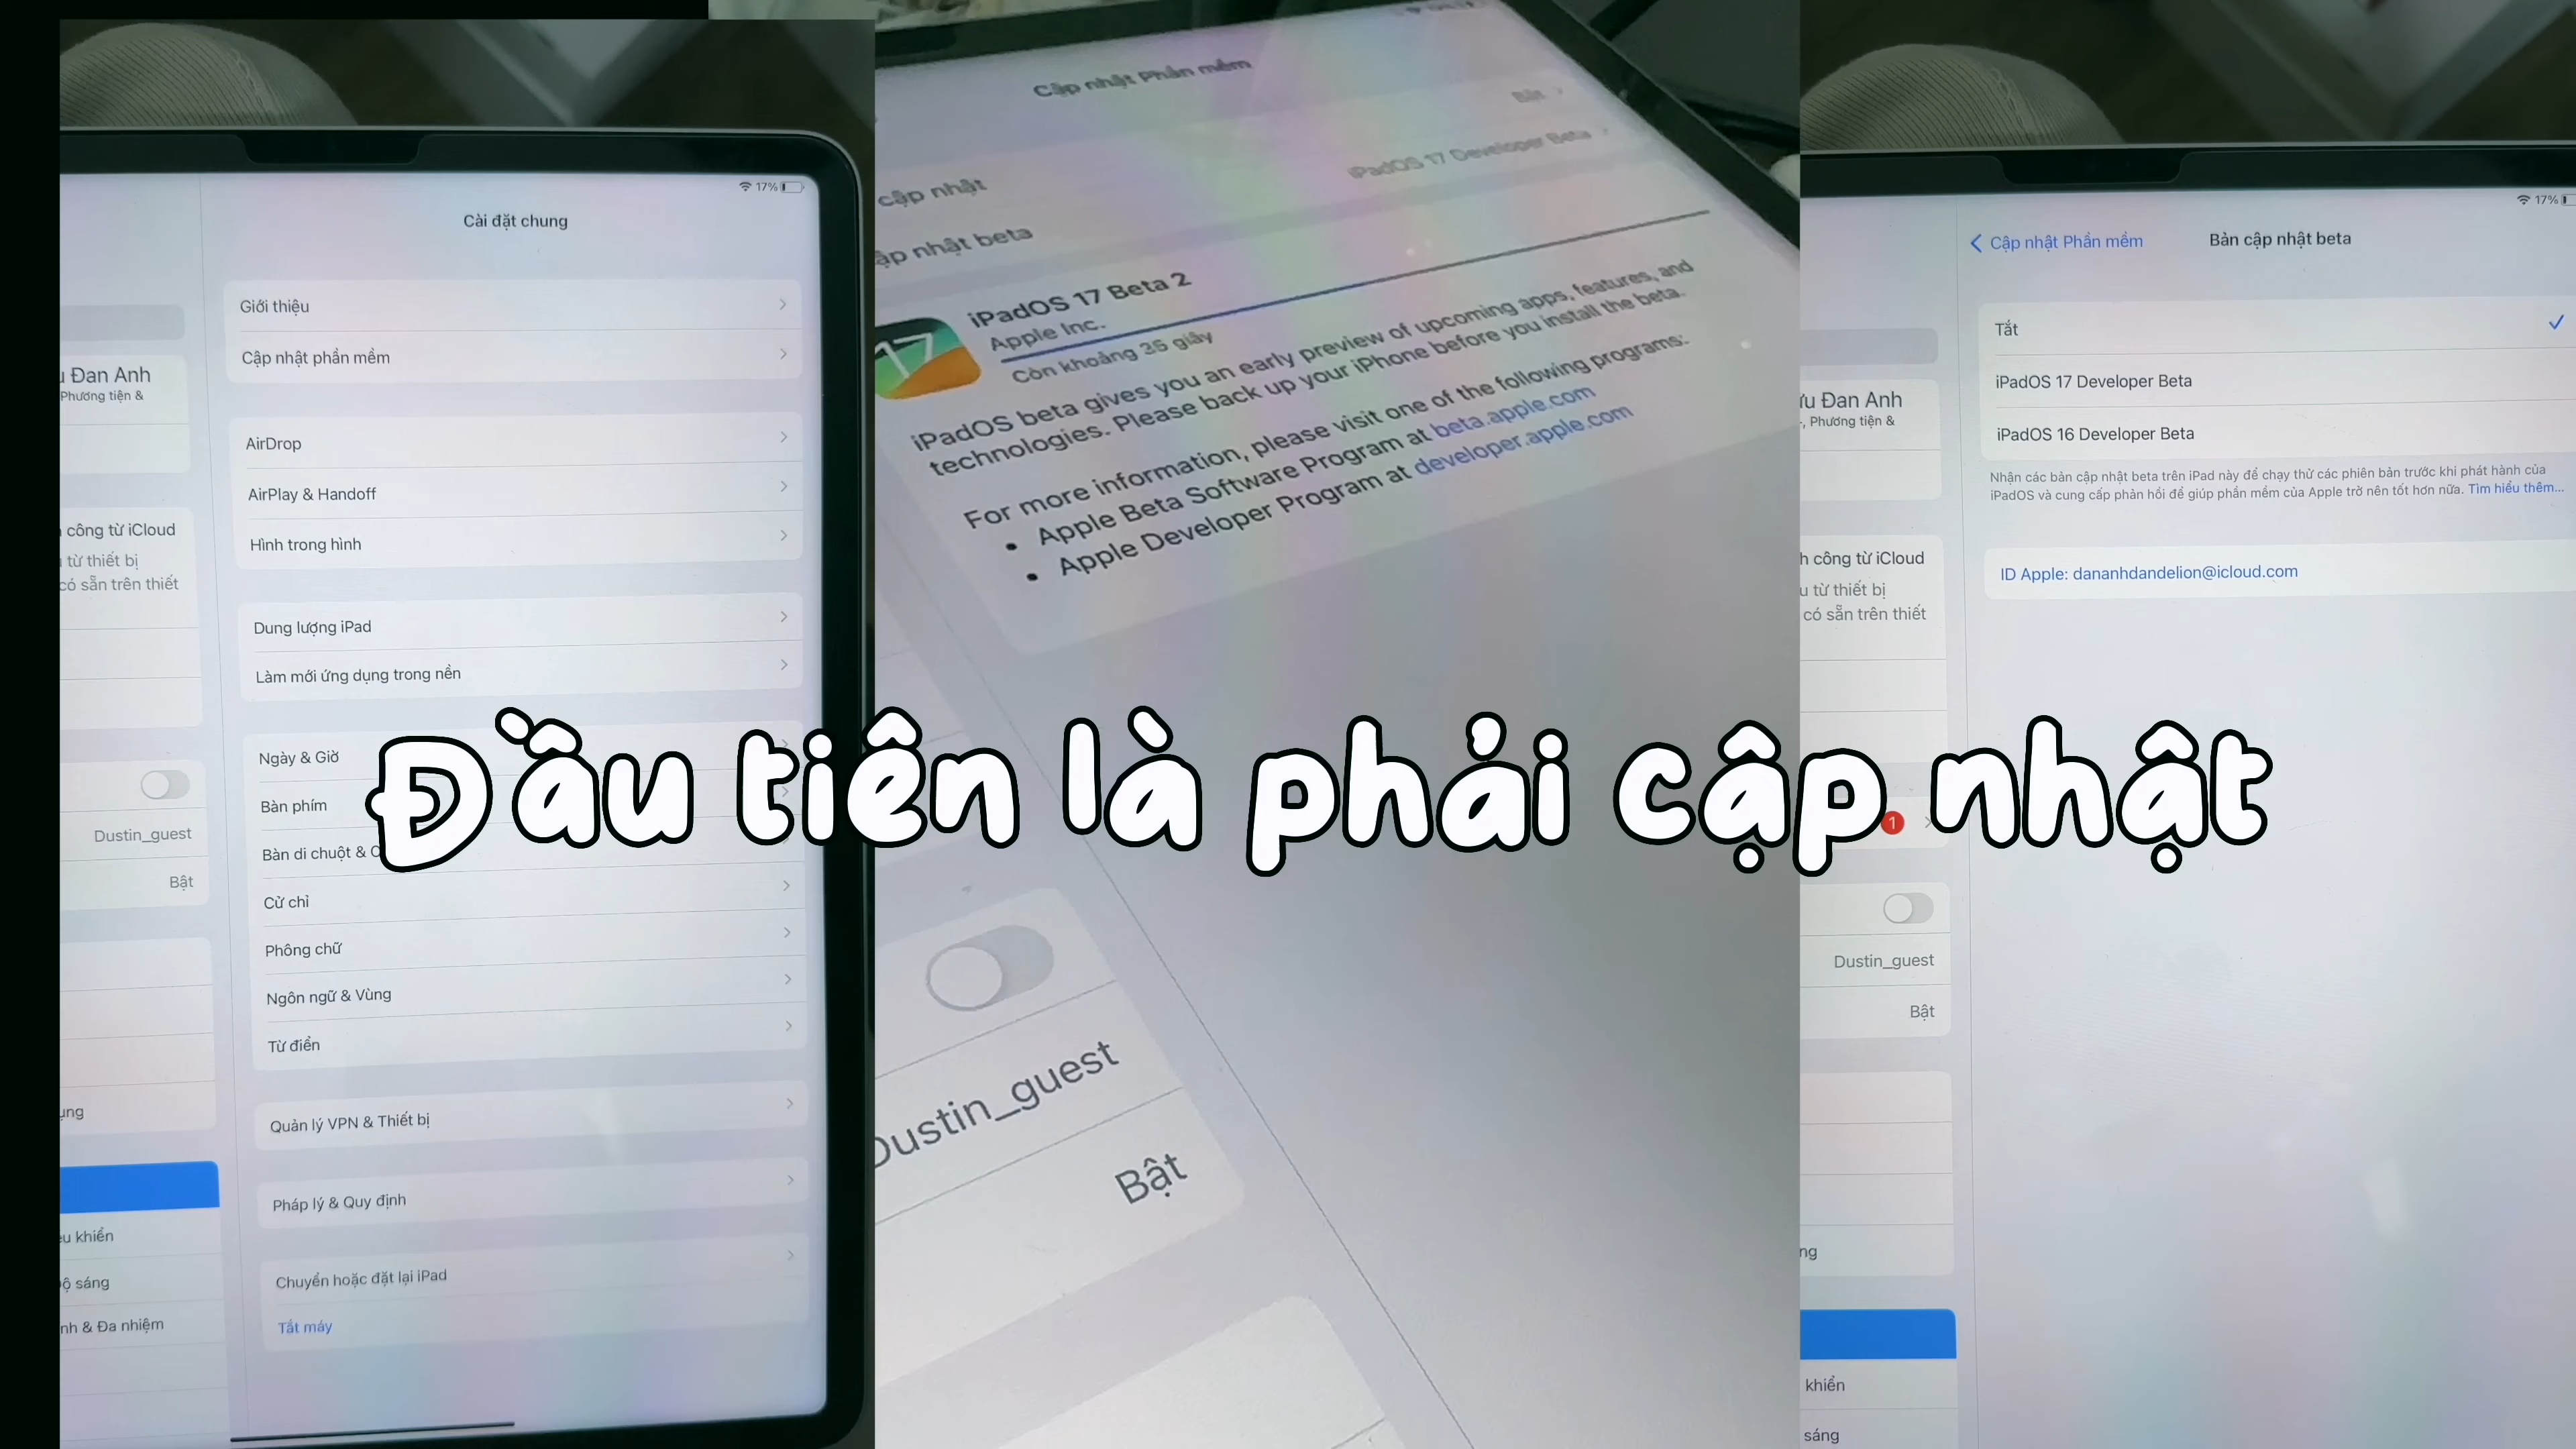 17%
Cài đặt chung
Giới thiệu
Cập nhật phần mềm
Đan Anh
Phương tiện &
AirDrop
AirPlay & Handoff
công từ iCloud
từ thiết bị
có sẵn trên thiết
Hình trong hình
Dung lượng iPad
Làm mới ứng dụng trong nền
Ngày & Giờ
Bàn phím
Bàn di chuột &
Dustin_guest
Bật
Cử chỉ
Phông chữ
Ngôn ngữ & Vùng
Từ điển
Quản lý VPN & Thiết bị
Pháp lý & Quy định
khiển
sáng
& Đa nhiệm
Chuyển hoặc đặt lại iPad
Tắt máy
Cập nhật Phần mềm
Bật
cập nhật
iPadOS 17 Developer Beta
cập nhật beta
17
iPadOS 17 Beta 2
Apple Inc.
Còn khoảng 35 giây
iPadOS beta gives you an early preview of upcoming apps, features, and
technologies. Please back up your iPhone before you install the beta.
For more information, please visit one of the following programs:
• Apple Beta Software Program at beta.apple.com
• Apple Developer Program at developer.apple.com
Dustin_guest
Bật
17%
Cập nhật Phần mềm
Bản cập nhật beta
Tắt
iPadOS 17 Developer Beta
iPadOS 16 Developer Beta
Nhận các bản cập nhật beta trên iPad này để chạy thử các phiên bản trước khi phát hành của
iPadOS và cung cấp phản hồi để giúp phần mềm của Apple trở nên tốt hơn nữa. Tìm hiểu thêm...
ID Apple: dananhdandelion@icloud.com
Đan Anh
, Phương tiện &
công từ iCloud
từ thiết bị
có sẵn trên thiết
1
Dustin_guest
Bật
khiển
sáng
Đầu tiên là phải cập nhật